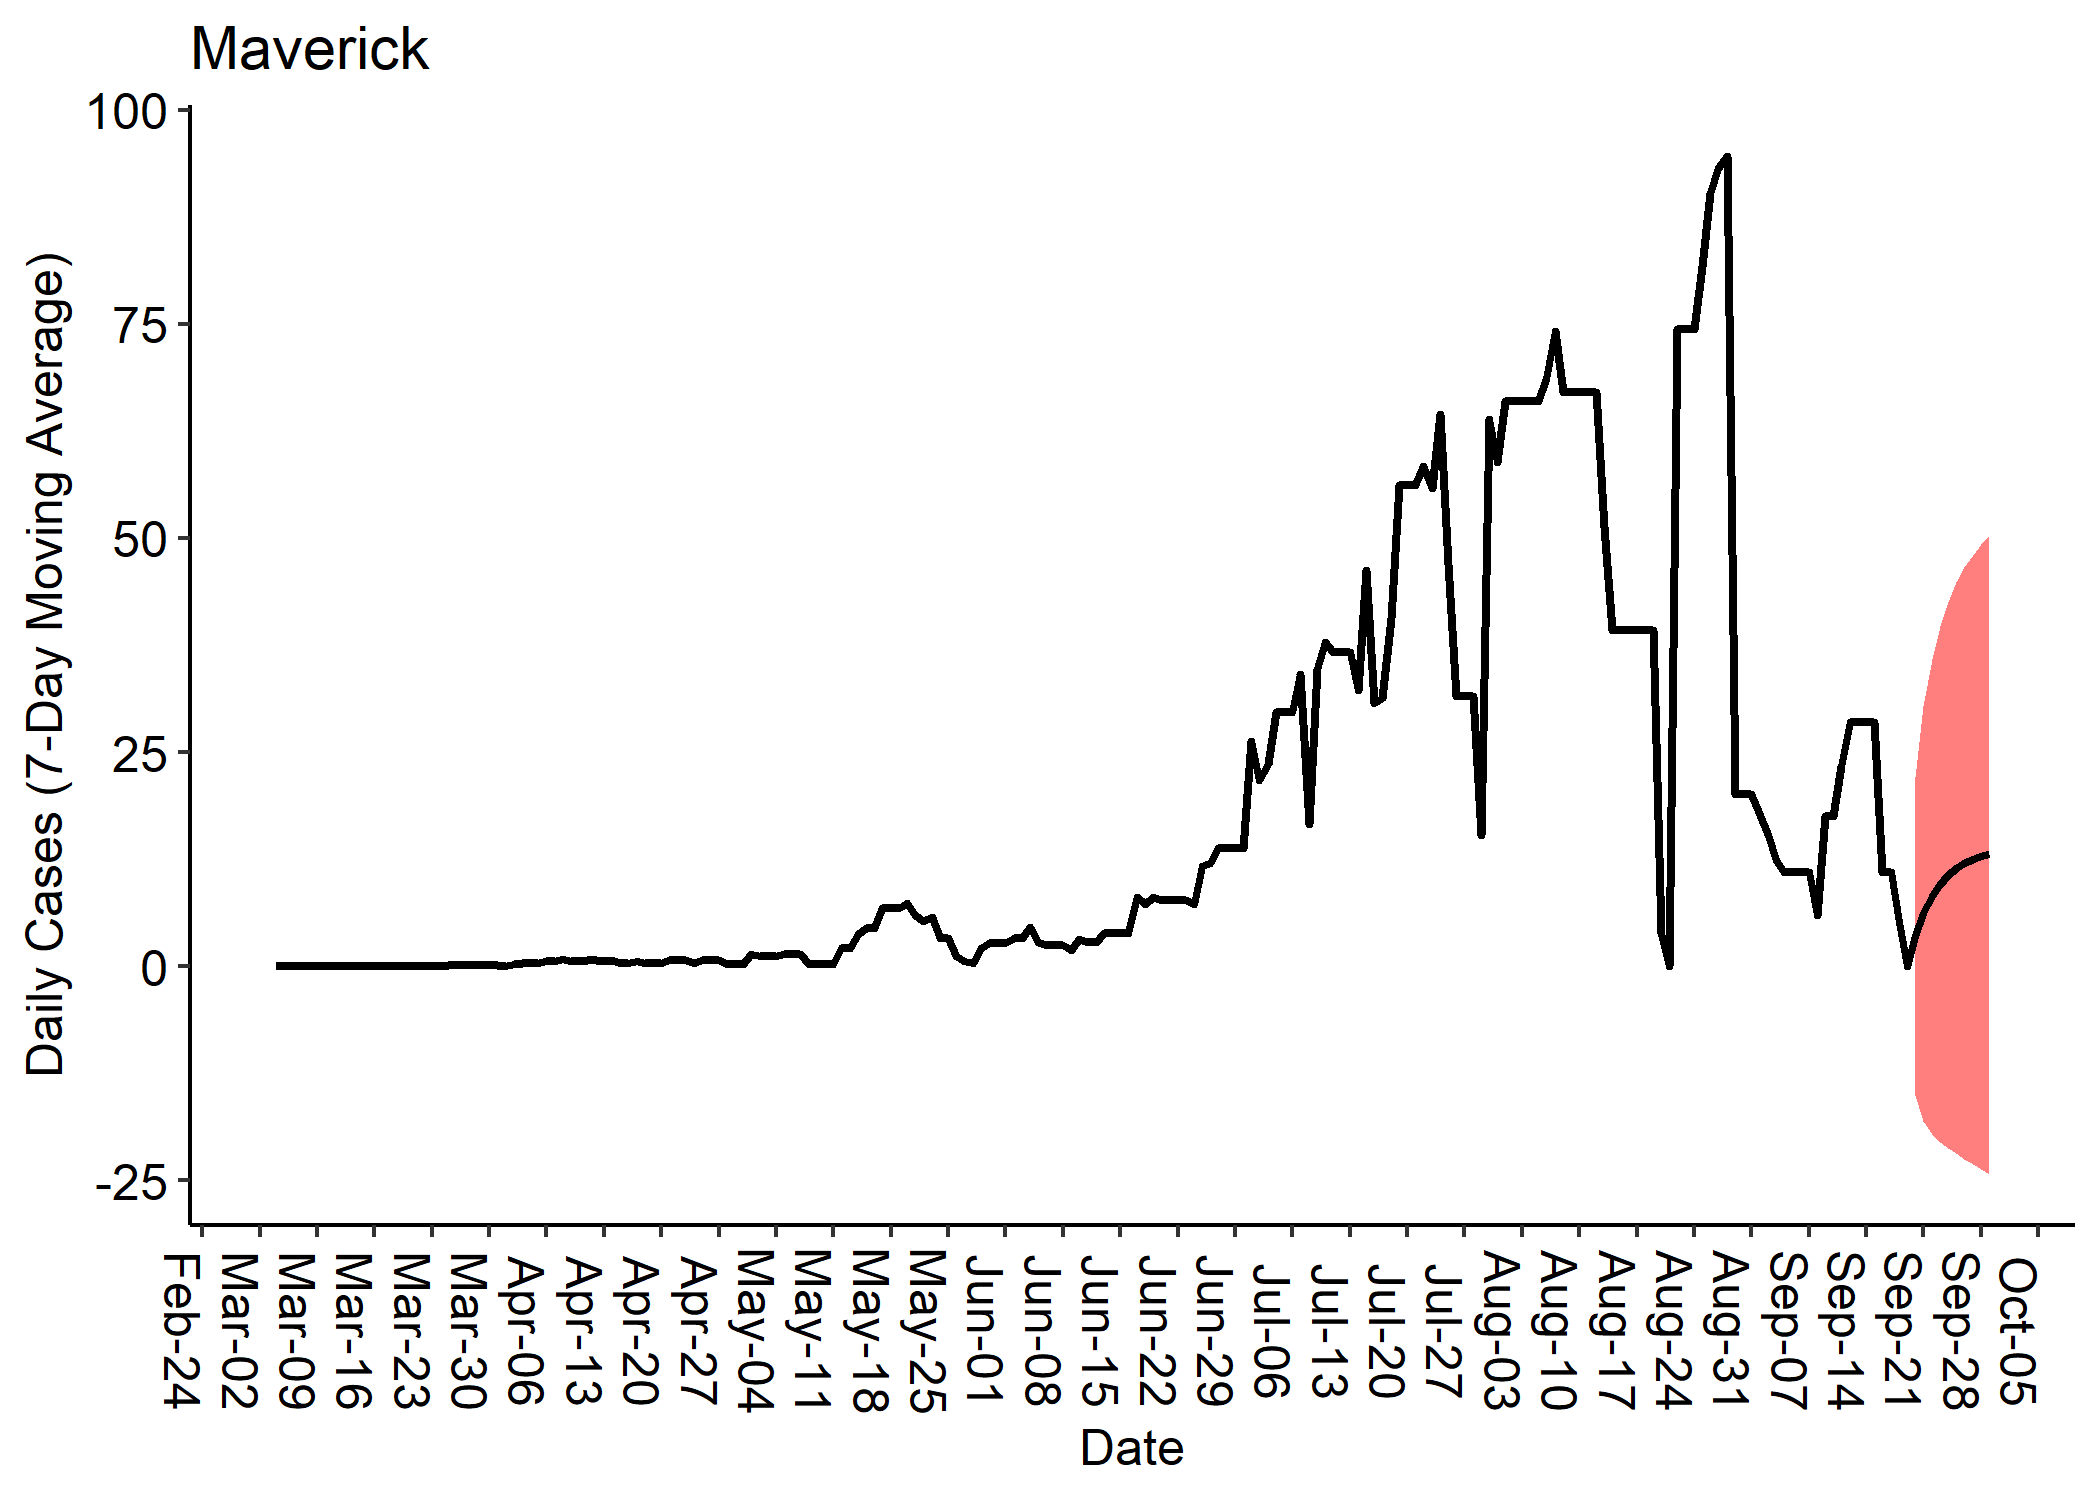 Maverick
100
75
50
25
0
-25
Daily Cases (7-Day Moving Average)
Feb-24
Mar-02
Mar-09
Mar-16
Mar-23
Mar-30
Apr-06
Apr-13
Apr-20
Apr-27
May-04
May-11
May-18
May-25
Jun-01
Jun-08
Jun-15
Jun-22
Jun-29
Jul-06
Jul-13
Jul-20
Jul-27
Aug-03
Aug-10
Aug-17
Aug-24
Aug-31
Sep-07
Sep-14
Sep-21
Sep-28
Oct-05
Date